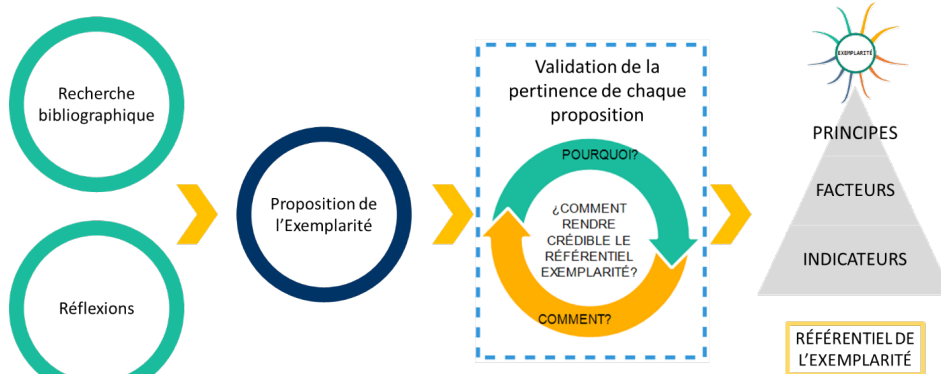 Recherche
bibliographique
Réflexions
Proposition de
l’Exemplarité
Validation de la
pertinence de chaque
proposition
POURQUOI?
¿COMMENT
RENDRE
CRÉDIBLE LE
RÉFÉRENTIEL
EXEMPLARITÉ?
COMMENT?
EXEMPLARITÉ
PRINCIPES
FACTEURS
INDICATEURS
RÉFÉRENTIEL DE
L’EXEMPLARITÉ